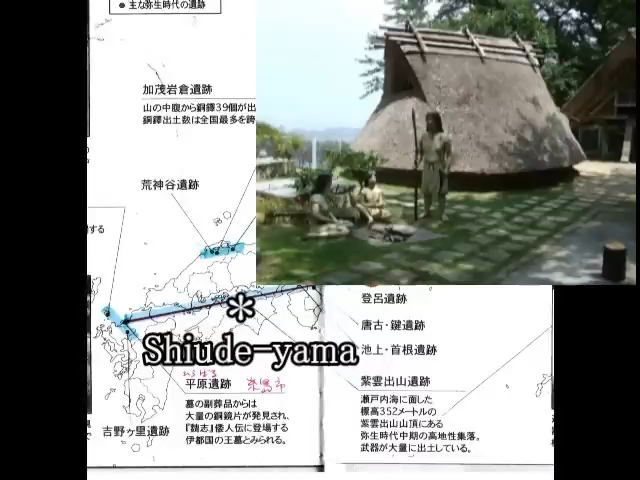 ●主な弥生時代の遺跡
加茂岩倉遺跡
山の中腹から銅鐸39個が出
銅鐸出土数は全国最多を誇
荒神谷遺跡
する
*
Shiude-yama
平原遺跡
墓の副葬品からは
大量の銅鏡片が発見され、
『魏志』倭人伝に登場する
伊都国の王墓とみられる。
吉野ヶ里遺跡
登呂遺跡
唐古・鍵遺跡
池上・曽根遺跡
紫雲出山遺跡
瀬戸内海に面した
標高352メートルの
紫雲出山山頂にある
弥生時代中期の高地性集落。
武器が大量に出土している。